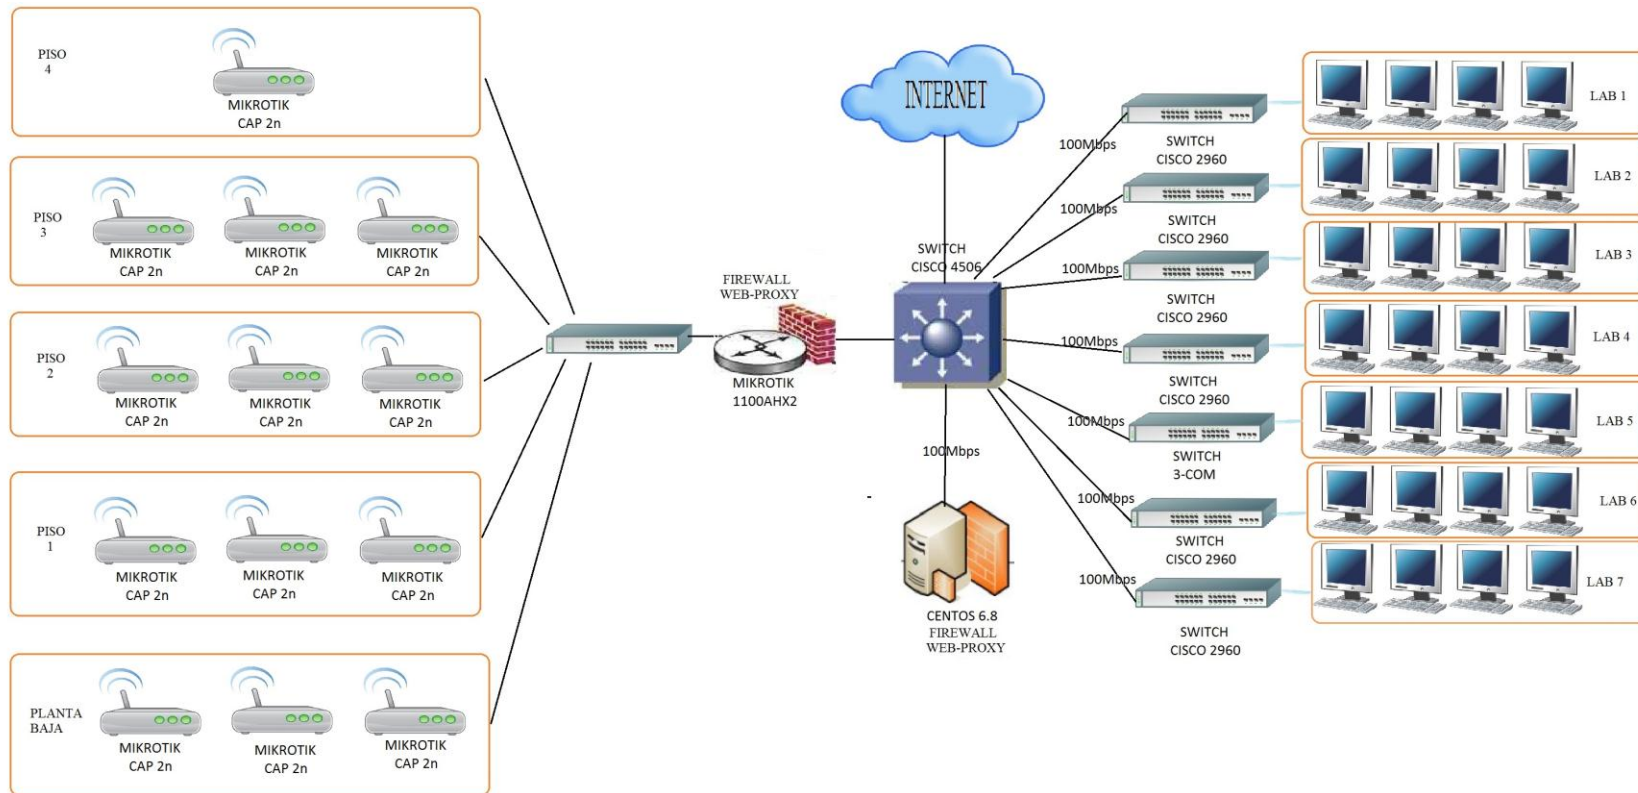 PISO
4
MIKROTIK
CAP 2n
PISO
3
MIKROTIK
CAP 2n
MIKROTIK
CAP 2n
MIKROTIK
CAP 2n
PISO
2
MIKROTIK
CAP 2n
MIKROTIK
CAP 2n
MIKROTIK
CAP 2n
PISO
1
MIKROTIK
CAP 2n
MIKROTIK
CAP 2n
MIKROTIK
CAP 2n
PLANTA
BAJA
MIKROTIK
CAP 2n
MIKROTIK
CAP 2n
MIKROTIK
CAP 2n
FIREWALL
WEB-PROXY
MIKROTIK
1100AHX2
INTERNET
SWITCH
CISCO 4506
100Mbps
CENTOS 6.8
FIREWALL
WEB-PROXY
100Mbps
SWITCH
CISCO 2960
LAB 1
100Mbps
SWITCH
CISCO 2960
LAB 2
100Mbps
SWITCH
CISCO 2960
LAB 3
100Mbps
SWITCH
CISCO 2960
LAB 4
100Mbps
SWITCH
3-COM
LAB 5
100Mbps
SWITCH
CISCO 2960
LAB 6
100Mbps
SWITCH
CISCO 2960
LAB 7